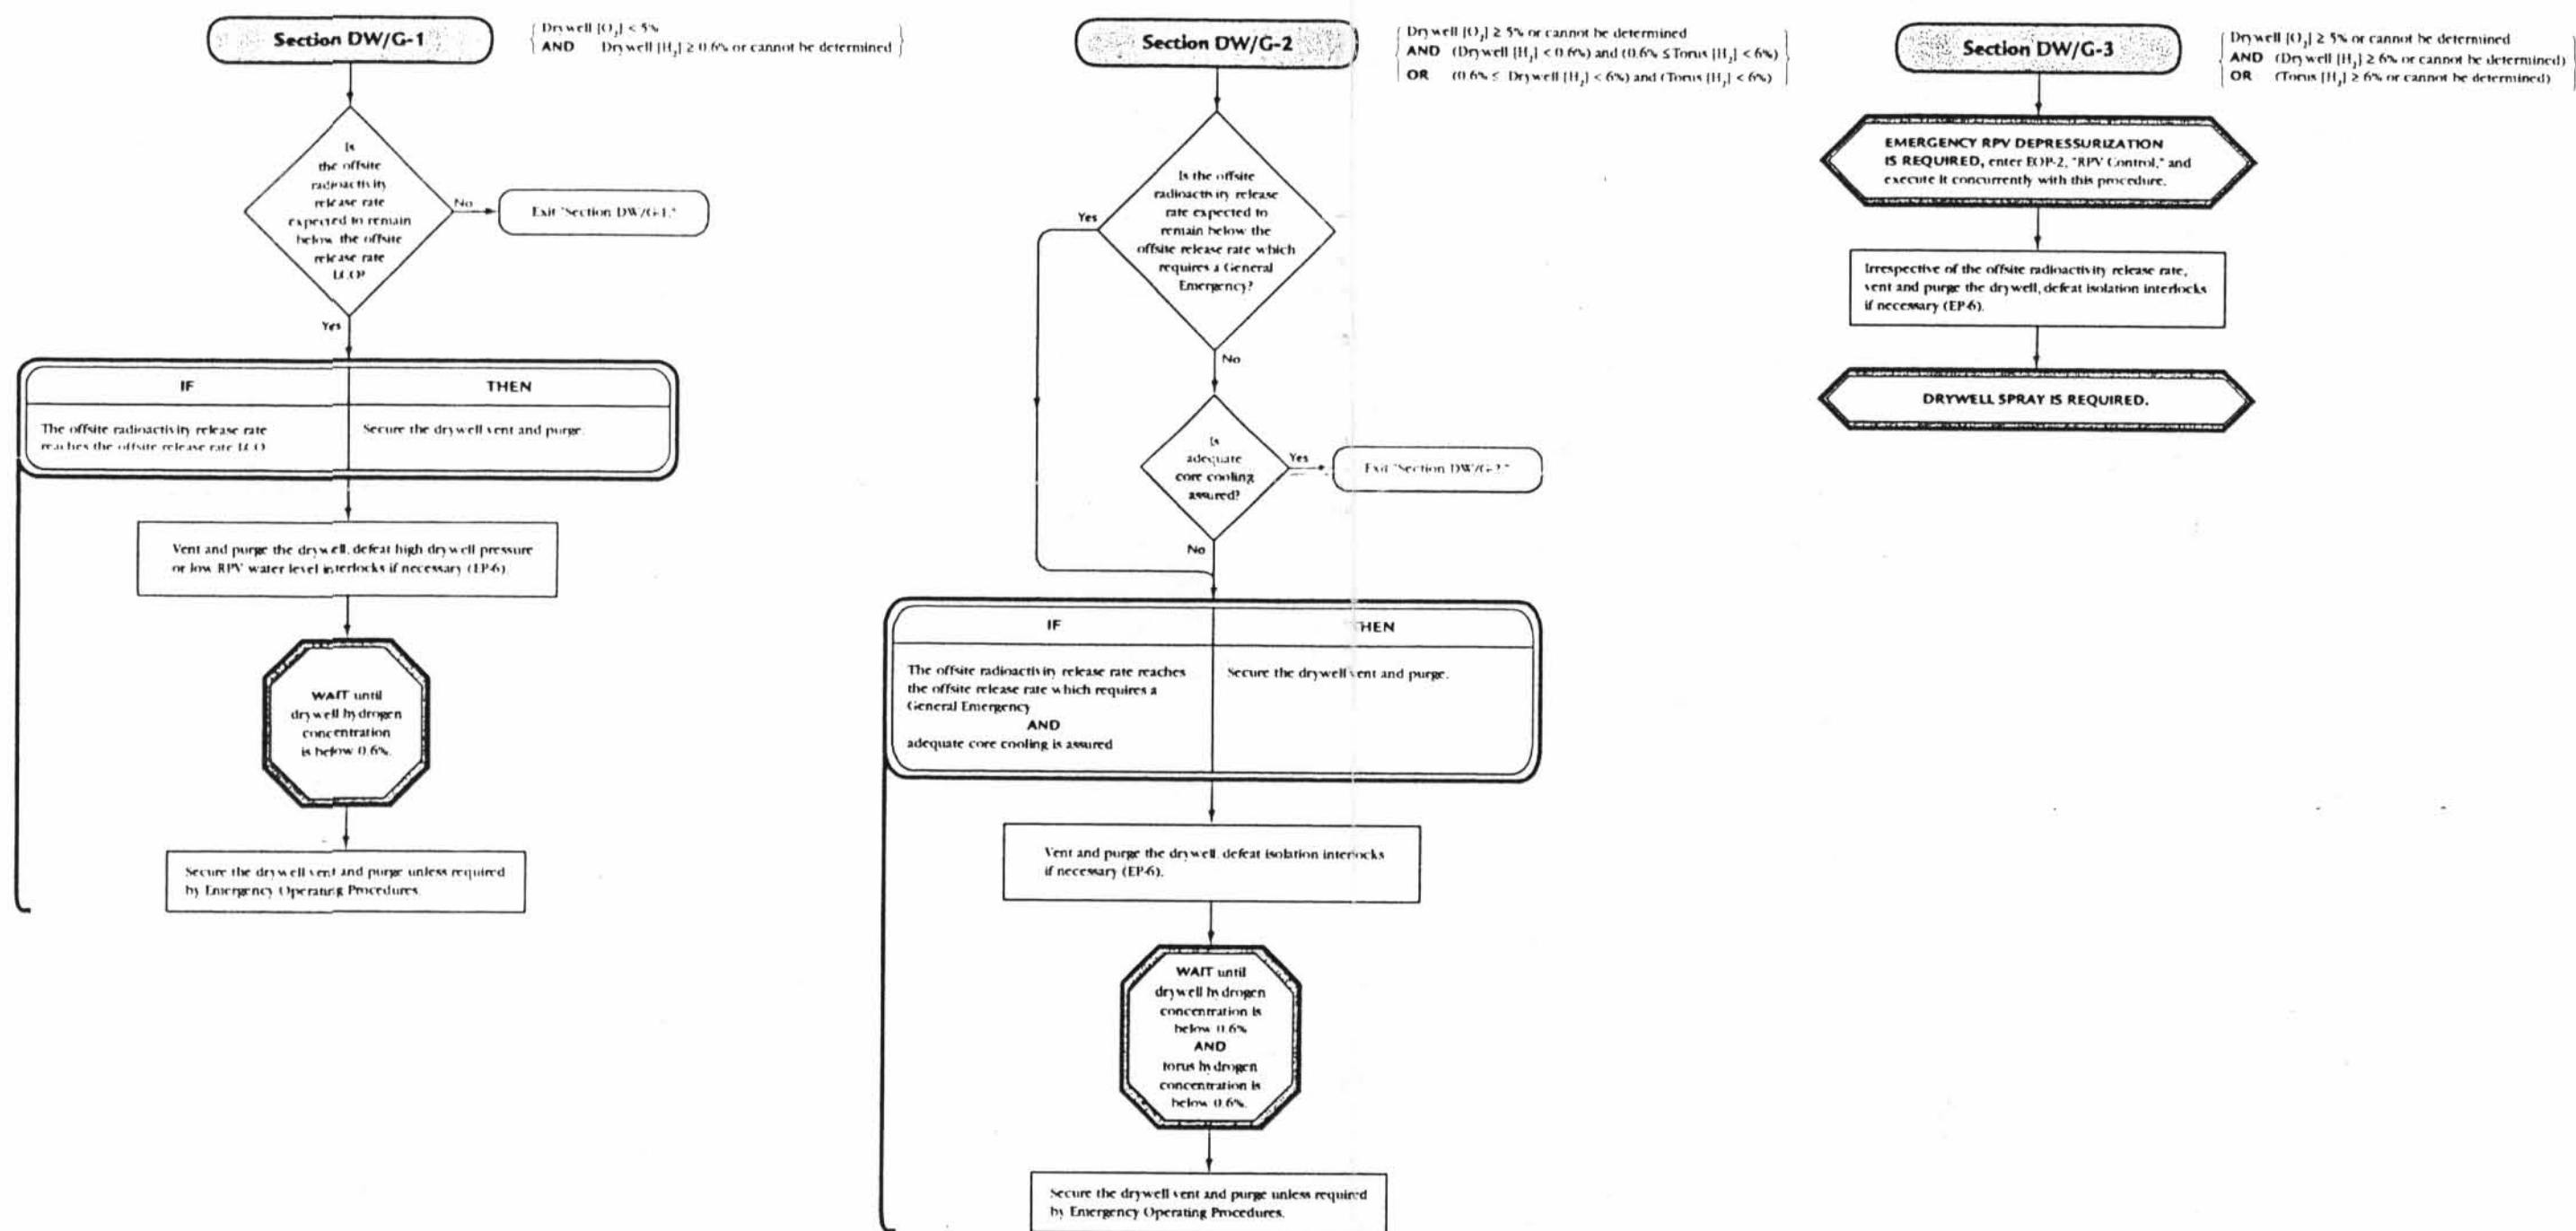 Section DW/G-1
Drywell [O₂] < 5%
AND Drywell [H₂] ≥ 0.6% or cannot be determined
Is
the offsite
radioactivity
release rate
expected to remain
below the offsite
release rate
LCO?
No
Exit "Section DW/G-1."
Yes
IF THEN
The offsite radioactivity release rate
reaches the offsite release rate LCO
Secure the drywell vent and purge.
Vent and purge the drywell, defeat high drywell pressure
or low RPV water level interlocks if necessary (EP-6).
WAIT until
drywell hydrogen
concentration
is below 0.6%.
Secure the drywell vent and purge unless required
by Emergency Operating Procedures.
Section DW/G-2
Drywell [O₂] ≥ 5% or cannot be determined
AND (Drywell [H₂] < 0.6%) and (0.6% ≤ Torus [H₂] < 6%)
OR (0.6% ≤ Drywell [H₂] < 6%) and (Torus [H₂] < 6%)
Is the offsite
radioactivity release
rate expected to
remain below the
offsite release rate which
requires a General
Emergency?
Yes
No
Is
adequate
core cooling
assured?
Yes
Exit "Section DW/G-2."
No
IF THEN
The offsite radioactivity release rate reaches
the offsite release rate which requires a
General Emergency
AND
adequate core cooling is assured
Secure the drywell vent and purge.
Vent and purge the drywell, defeat isolation interlocks
if necessary (EP-6).
WAIT until
drywell hydrogen
concentration is
below 0.6%
AND
torus hydrogen
concentration is
below 0.6%.
Secure the drywell vent and purge unless required
by Emergency Operating Procedures.
Section DW/G-3
Drywell [O₂] ≥ 5% or cannot be determined
AND (Drywell [H₂] ≥ 6% or cannot be determined)
OR (Torus [H₂] ≥ 6% or cannot be determined)
EMERGENCY RPV DEPRESSURIZATION
IS REQUIRED, enter EOP-2, "RPV Control," and
execute it concurrently with this procedure.
Irrespective of the offsite radioactivity release rate,
vent and purge the drywell, defeat isolation interlocks
if necessary (EP-6).
DRYWELL SPRAY IS REQUIRED.